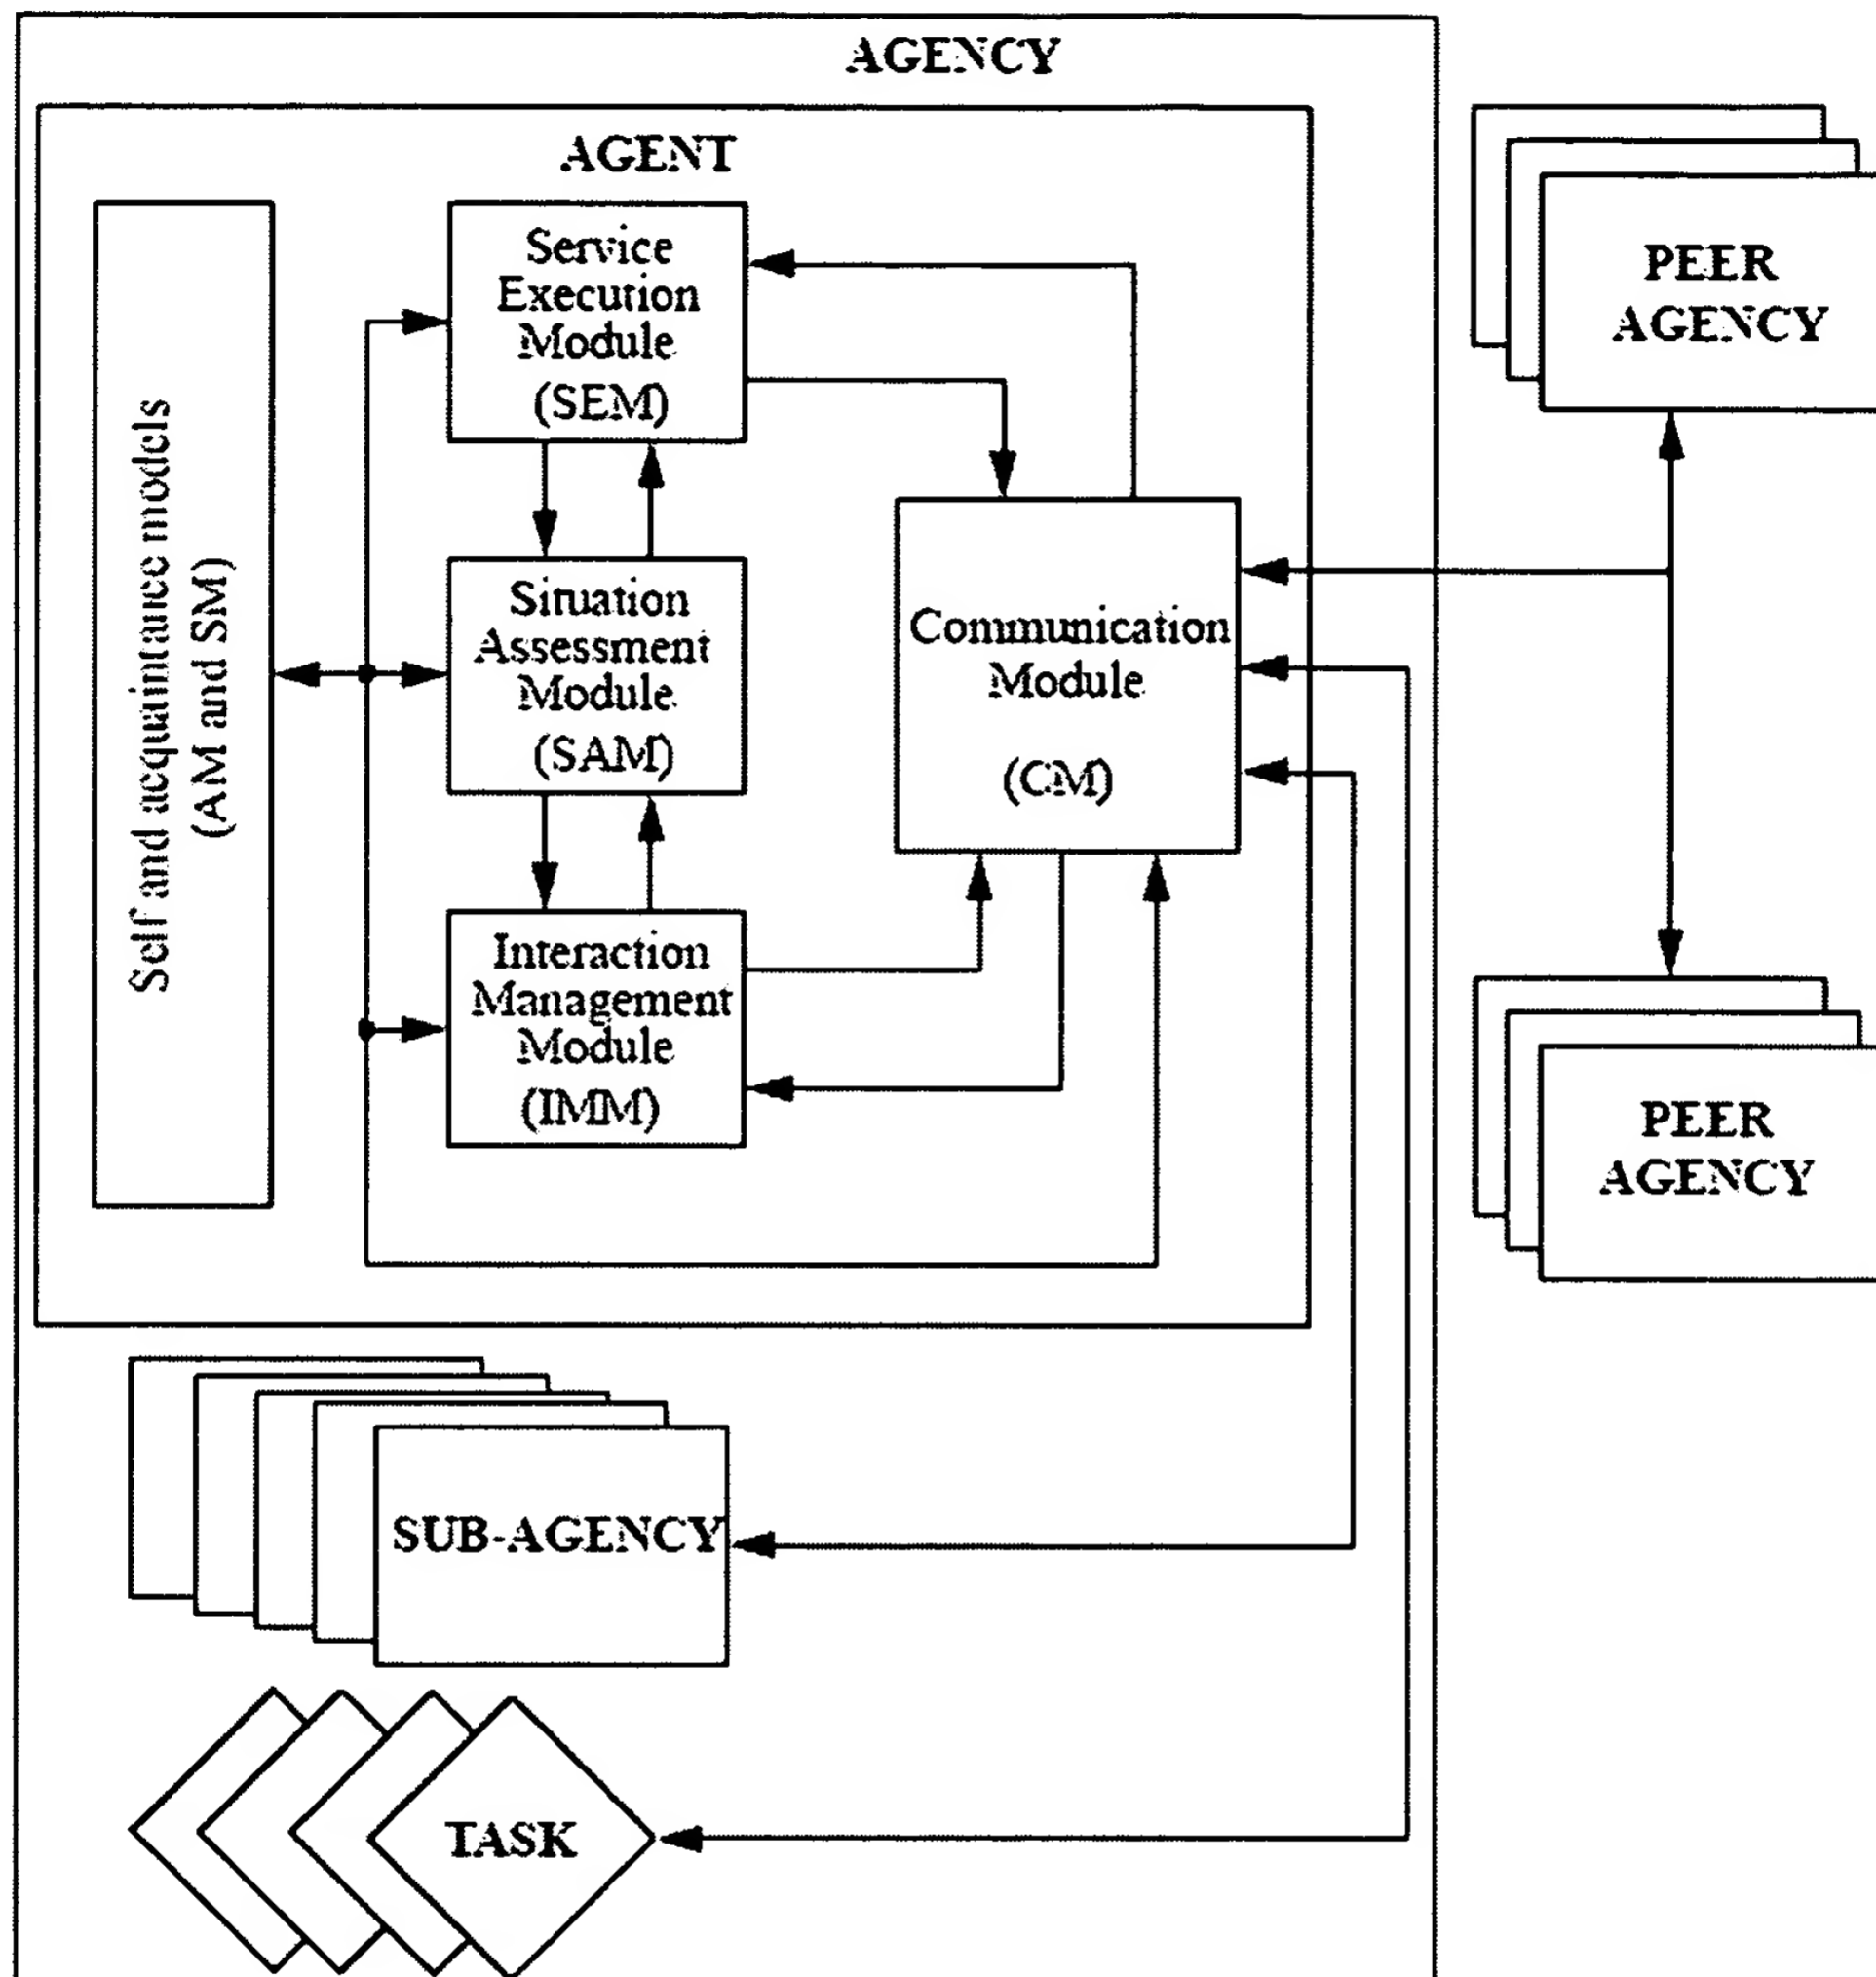 AGENCY
AGENT
Self and acquaintance models
(AM and SM)
Service
Execution
Module
(SEM)
Situation
Assessment
Module
(SAM)
Interaction
Management
Module
(IMM)
Communication
Module
(CM)
PEER
AGENCY
PEER
AGENCY
SUB-AGENCY
TASK